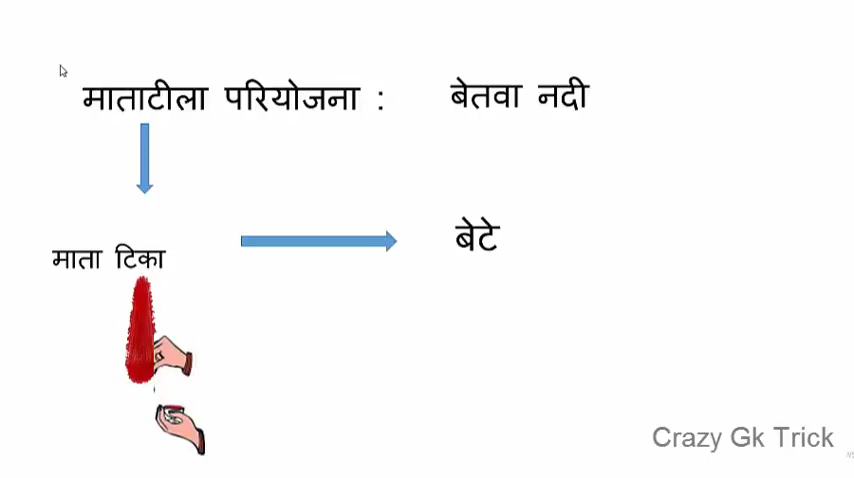 माताटीला परियोजना : बेतवा नदी
माता टिका
बेटे
Crazy Gk Trick